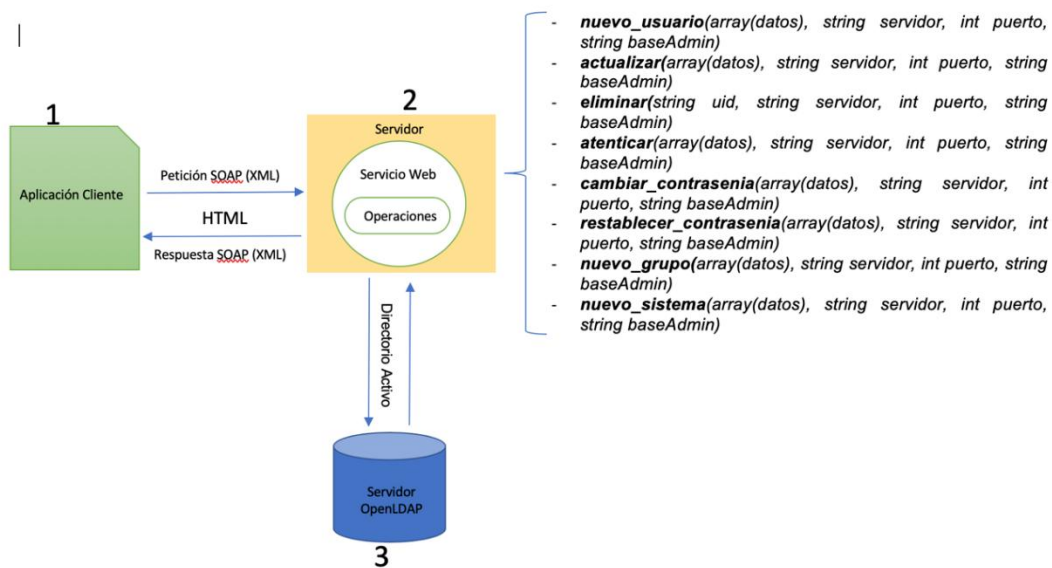 1
Aplicación Cliente
Petición SOAP (XML)
HTML
Respuesta SOAP (XML)
2
Servidor
Servicio Web
Operaciones
Directorio Activo
Servidor
OpenLDAP
3
- nuevo_usuario(array(datos), string servidor, int puerto,
string baseAdmin)
- actualizar(array(datos), string servidor, int puerto, string
baseAdmin)
- eliminar(string uid, string servidor, int puerto, string
baseAdmin)
- atenticar(array(datos), string servidor, int puerto, string
baseAdmin)
- cambiar_contrasenia(array(datos), string servidor, int
puerto, string baseAdmin)
- restablecer_contrasenia(array(datos), string servidor, int
puerto, string baseAdmin)
- nuevo_grupo(array(datos), string servidor, int puerto, string
baseAdmin)
- nuevo_sistema(array(datos), string servidor, int puerto,
string baseAdmin)